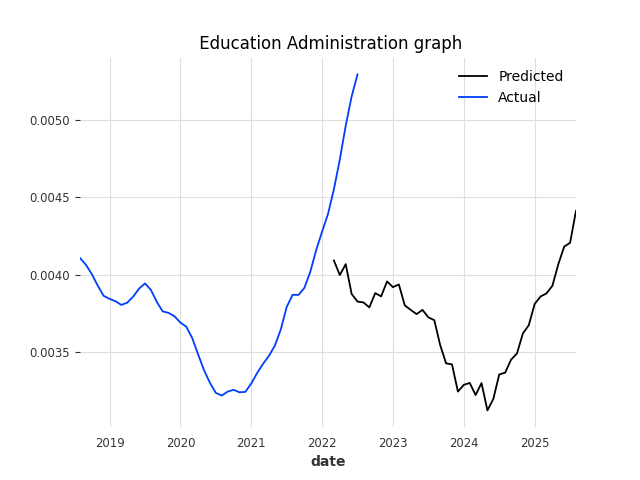 Education Administration graph
Predicted
Actual
0.0050
0.0045
0.0040
0.0035
2019 2020 2021 2022 2023 2024 2025
date